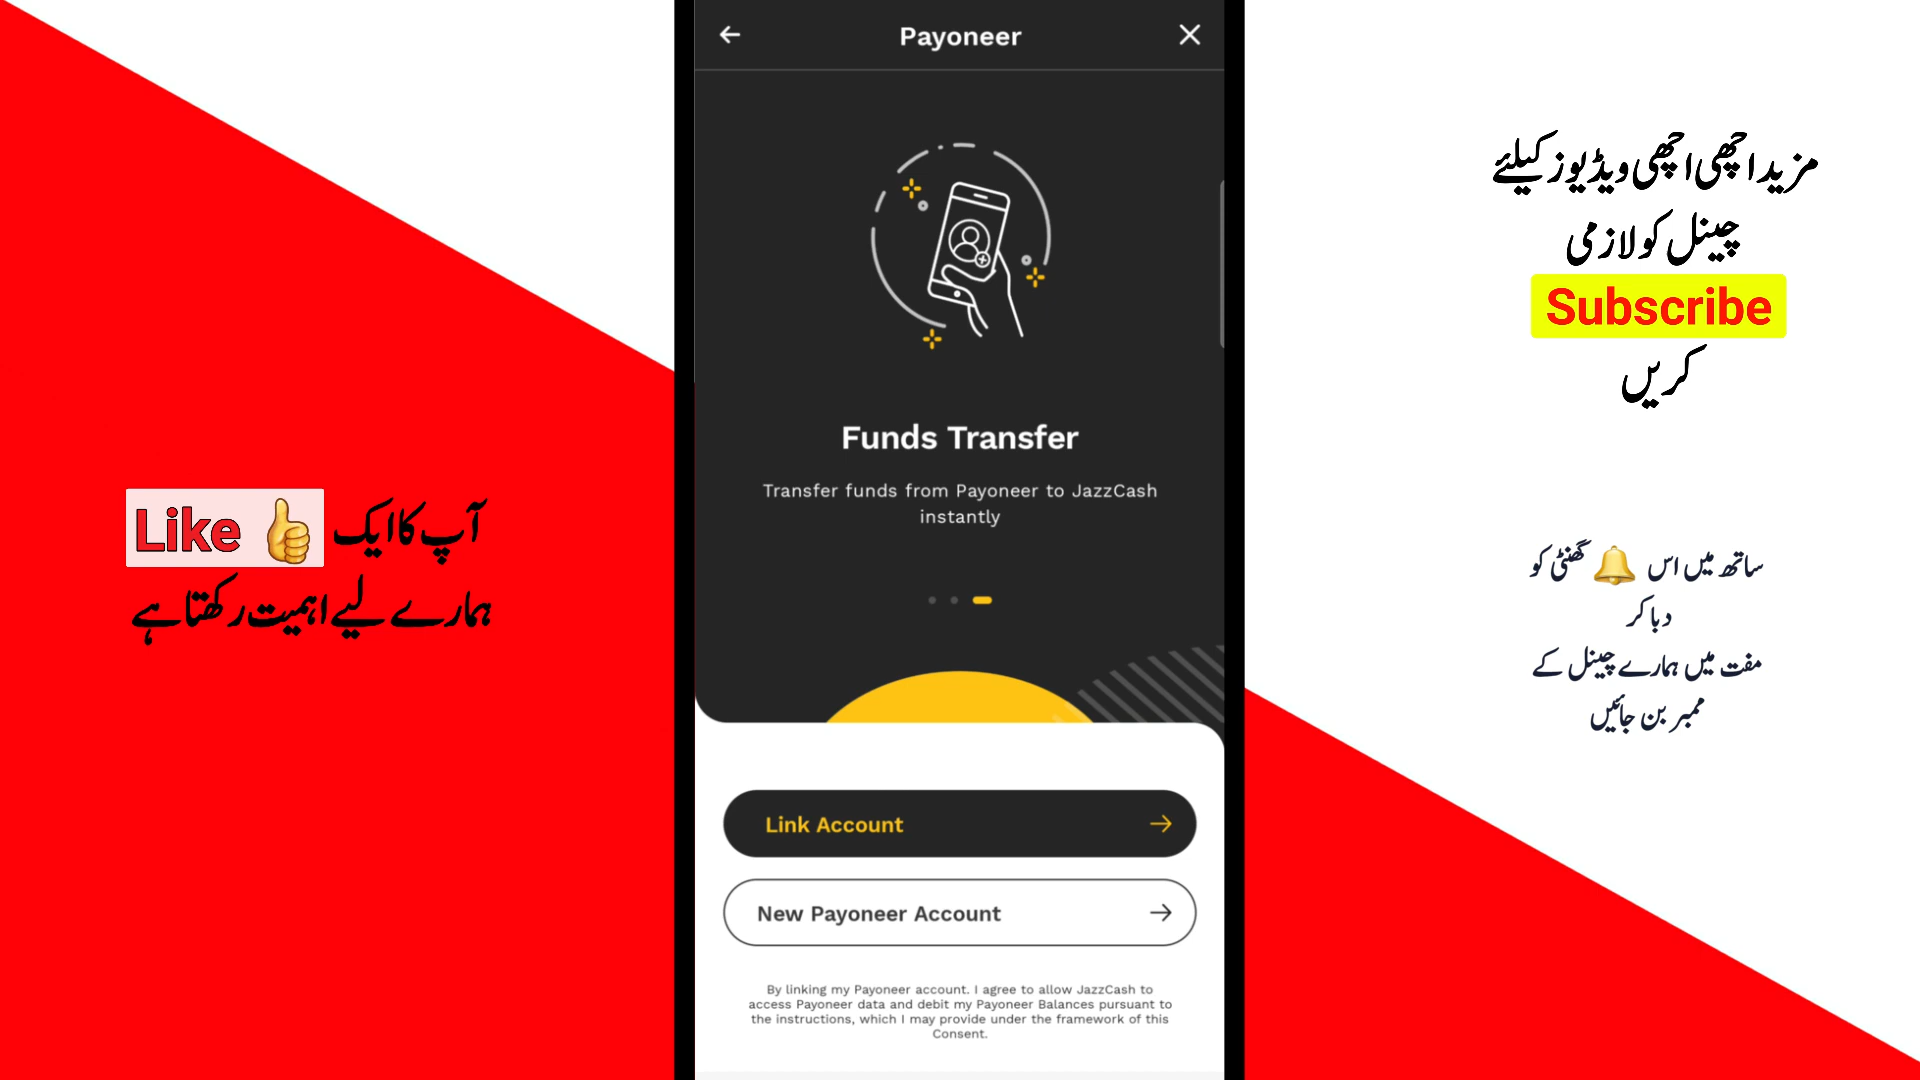 Payoneer
Funds Transfer
Transfer funds from Payoneer to JazzCash
instantly
Link Account
New Payoneer Account
By linking my Payoneer account. I agree to allow JazzCash to
access Payoneer data and debit my Payoneer Balances pursuant to
the instructions, which I may provide under the framework of this
Consent.
آپ کا ایک Like 👍
ہمارے لیے اہمیت رکھتا ہے
مزید اچھی اچھی ویڈیوز کیلئے
چینل کو لازمی
Subscribe
کریں
ساتھ میں اس 🔔 گھنٹی کو
دبا کر
مفت میں ہمارے چینل کے
ممبر بن جائیں